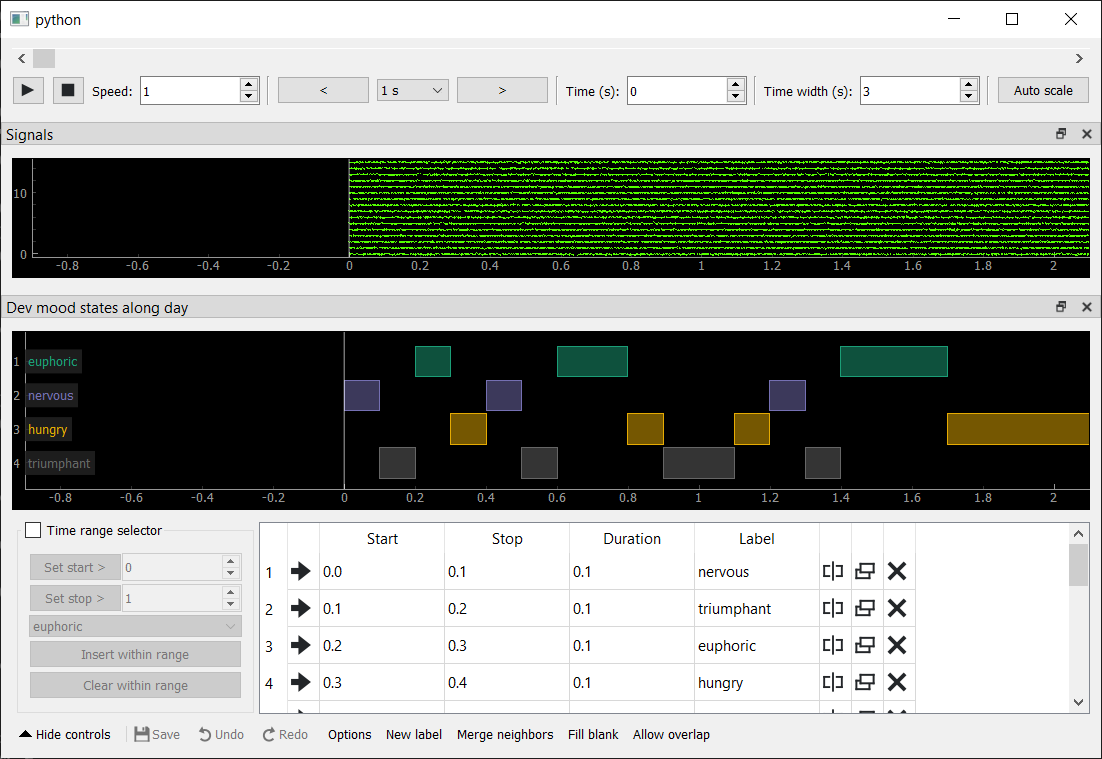 python
Speed: 1 < 1 s > Time (s): 0 Time width (s): 3 Auto scale
Signals
10
0
-0.8 -0.6 -0.4 -0.2 0 0.2 0.4 0.6 0.8 1 1.2 1.4 1.6 1.8 2
Dev mood states along day
1 euphoric
2 nervous
3 hungry
4 triumphant
-0.8 -0.6 -0.4 -0.2 0 0.2 0.4 0.6 0.8 1 1.2 1.4 1.6 1.8 2
Time range selector
Set start > 0
Set stop > 1
euphoric
Insert within range
Clear within range
Start Stop Duration Label
1 0.0 0.1 0.1 nervous
2 0.1 0.2 0.1 triumphant
3 0.2 0.3 0.1 euphoric
4 0.3 0.4 0.1 hungry
Hide controls Save Undo Redo Options New label Merge neighbors Fill blank Allow overlap